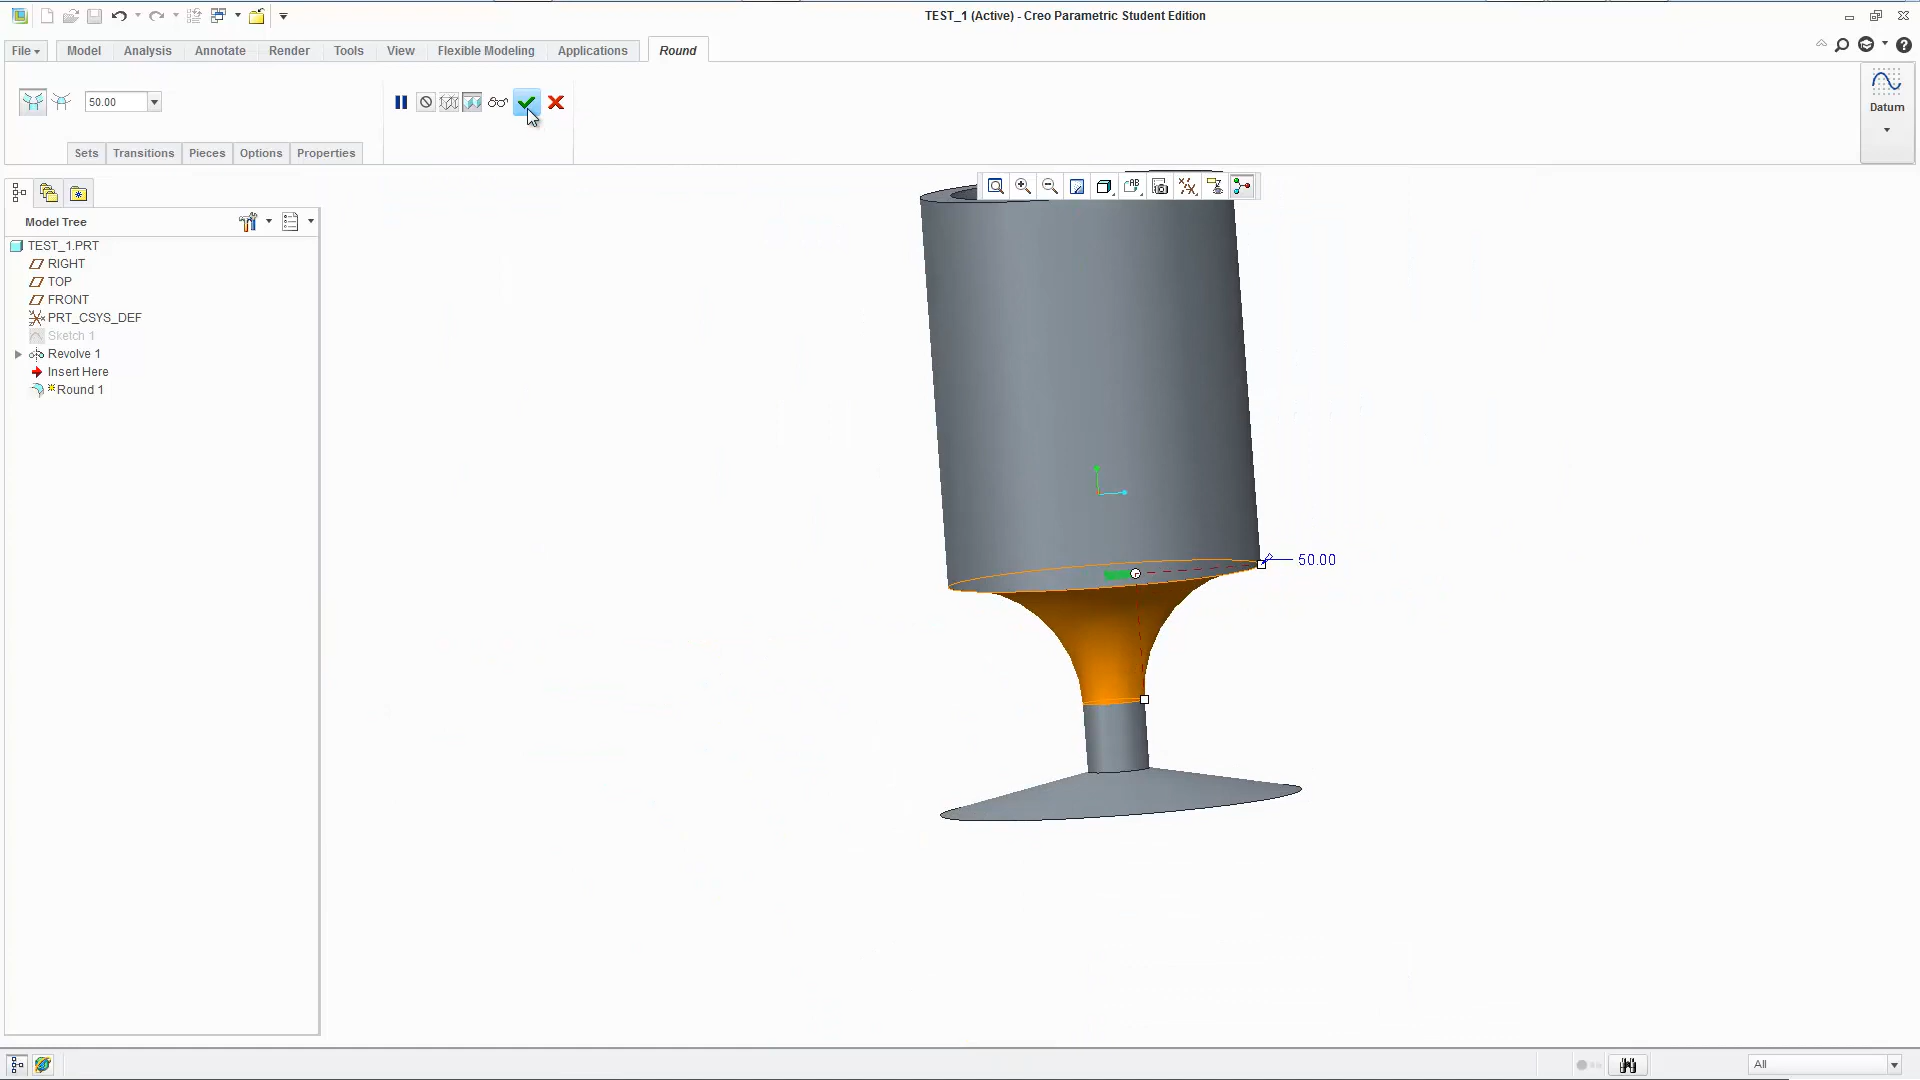 TEST_1 (Active) - Creo Parametric Student Edition
File Model Analysis Annotate Render Tools View Flexible Modeling Applications Round
50.00
Datum
Sets Transitions Pieces Options Properties
Model Tree
TEST_1.PRT
RIGHT
TOP
FRONT
PRT_CSYS_DEF
Sketch 1
Revolve 1
Insert Here
Round 1
50.00
All